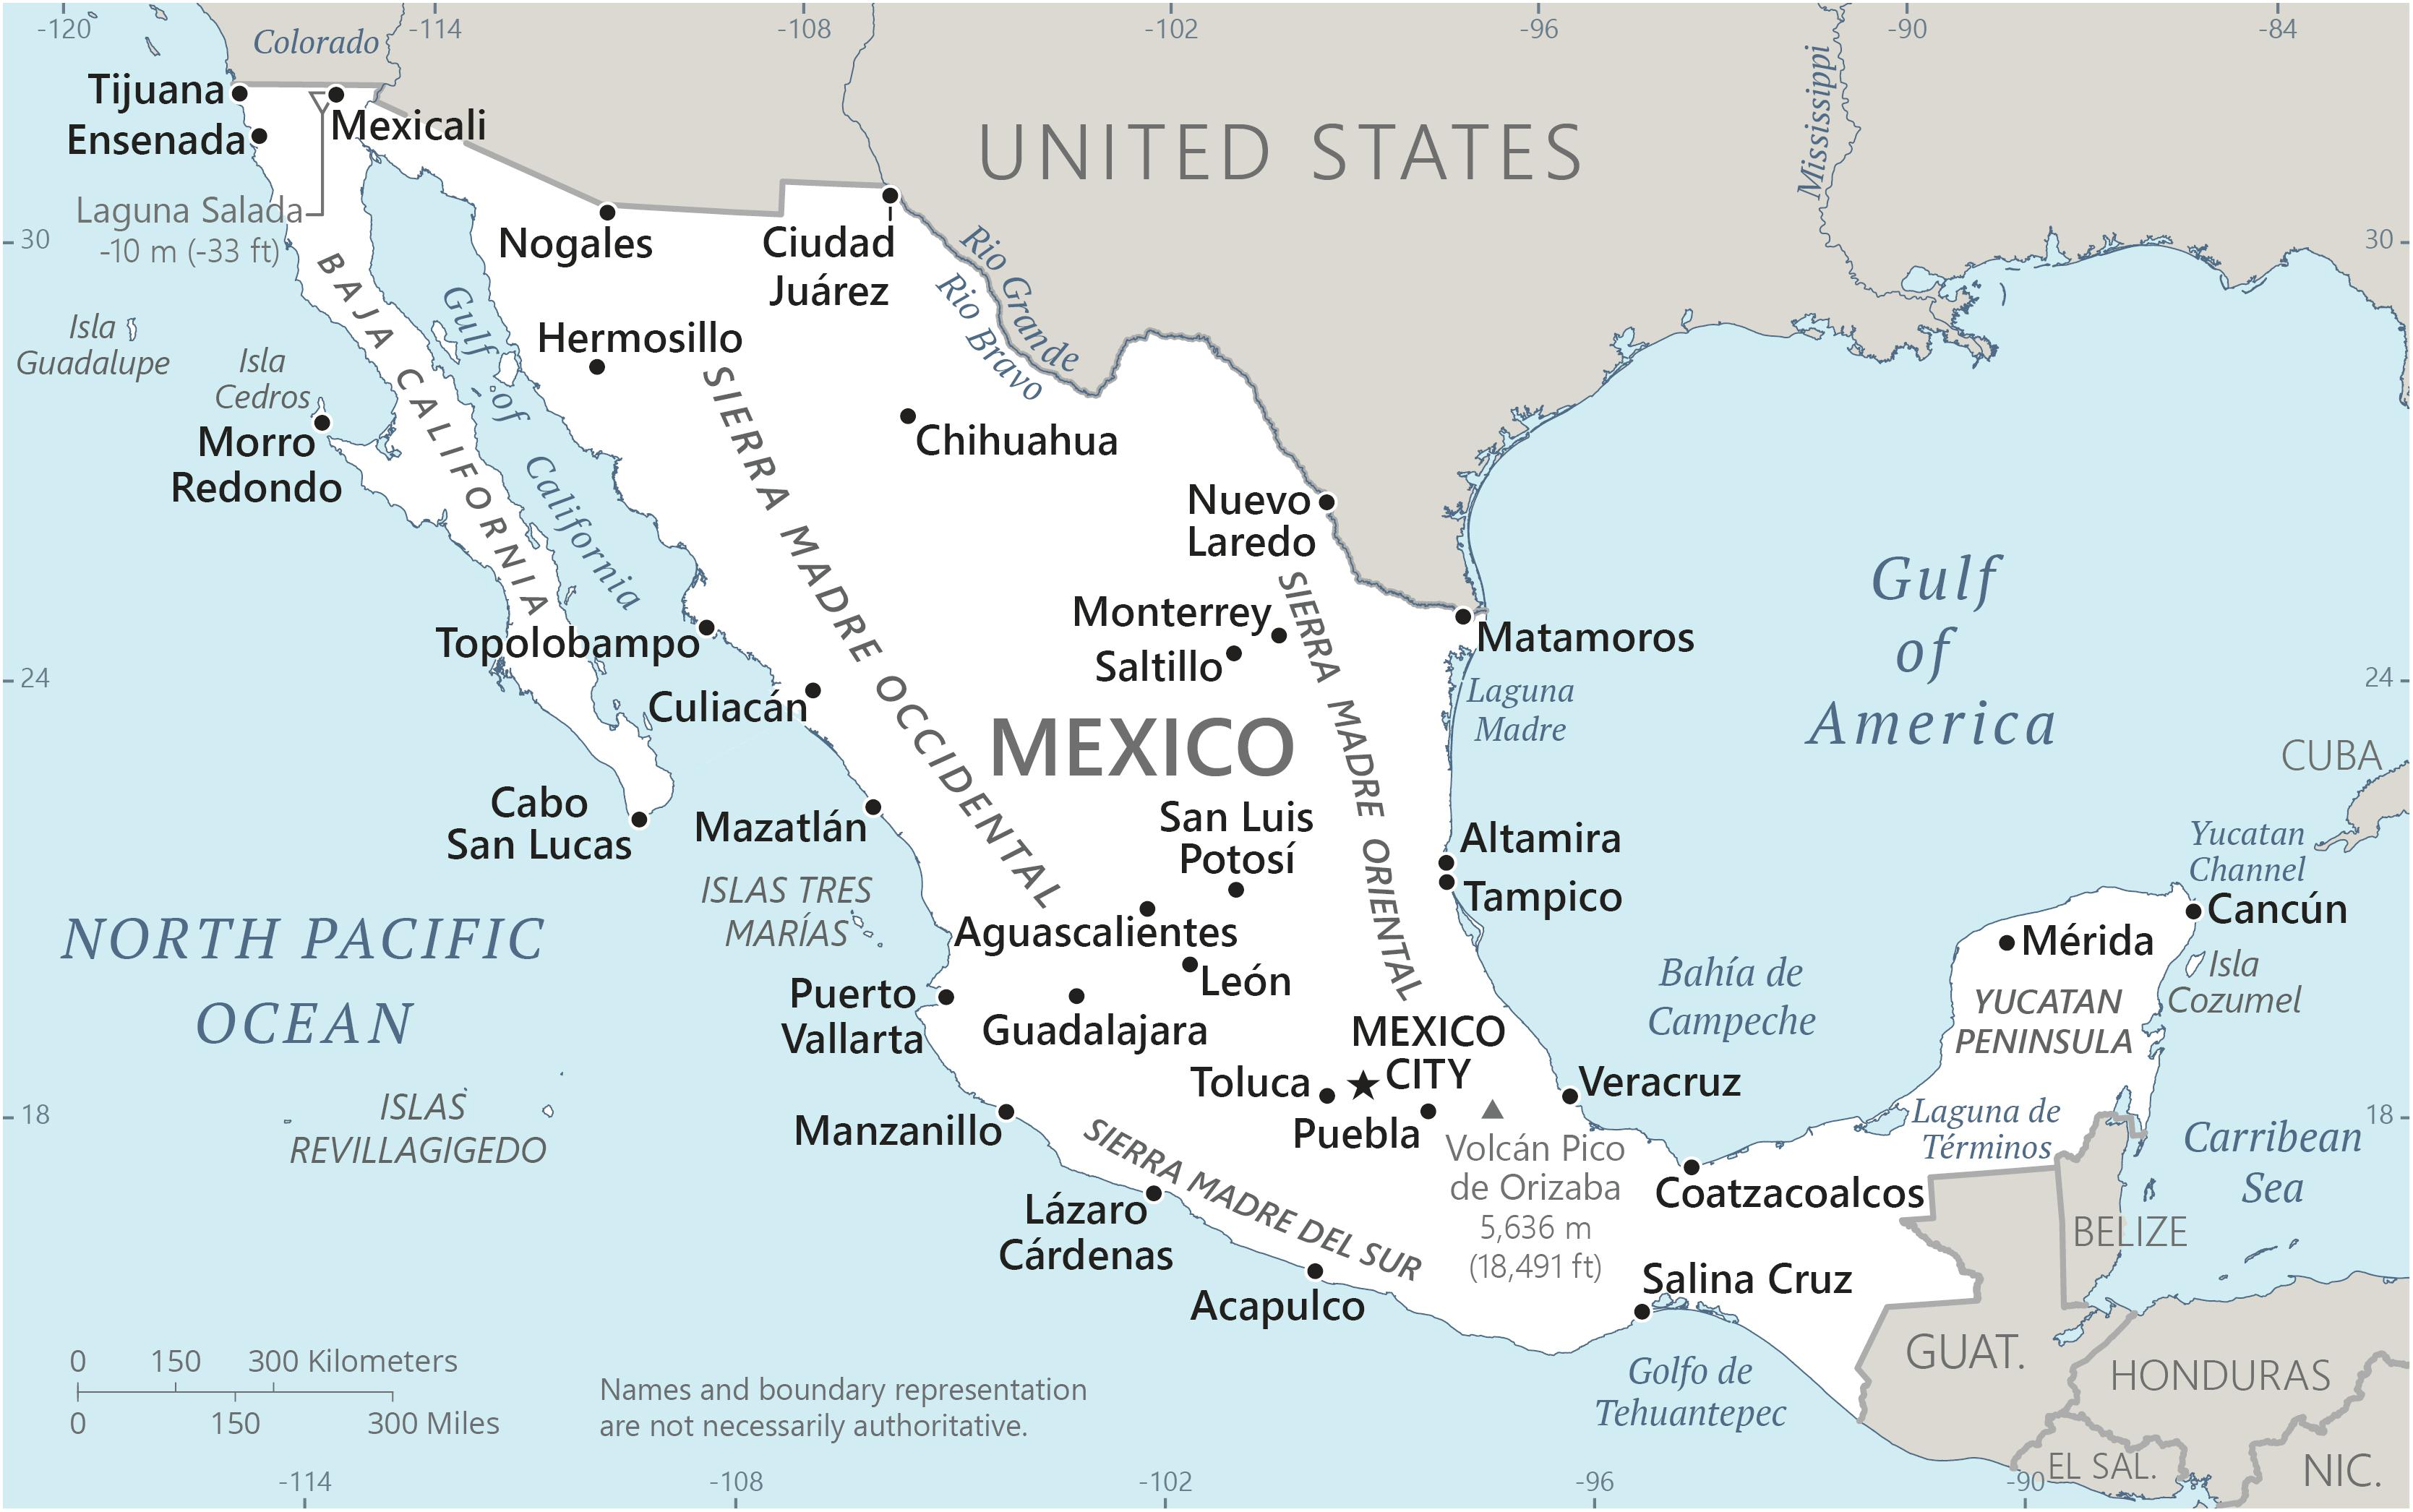 -120
-114
-108
-102
-96
-90
-84
Colorado
Mississippi
Tijuana
Mexicali
Ensenada
UNITED STATES
Laguna Salada
-10 m (-33 ft)
30
30
Nogales
Ciudad
Juárez
Rio Grande
Rio Bravo
BAJA CALIFORNIA
Gulf of California
Isla
Guadalupe
Isla
Cedros
Hermosillo
Morro
Redondo
SIERRA MADRE OCCIDENTAL
Chihuahua
Nuevo
Laredo
SIERRA MADRE ORIENTAL
Monterrey
Saltillo
Matamoros
Laguna
Madre
Gulf
of
America
Topolobampo
24
24
Culiacán
MEXICO
CUBA
Cabo
San Lucas
Mazatlán
San Luis
Potosí
Altamira
Tampico
Yucatan
Channel
Cancún
ISLAS TRES
MARÍAS
Aguascalientes
León
Mérida
Isla
Cozumel
NORTH PACIFIC
OCEAN
Puerto
Vallarta
Guadalajara
Bahía de
Campeche
YUCATAN
PENINSULA
MEXICO
CITY
Toluca
Puebla
Veracruz
ISLAS
REVILLAGIGEDO
18
18
Manzanillo
Volcán Pico
de Orizaba
5,636 m
(18,491 ft)
Laguna de
Términos
Carribean
Sea
SIERRA MADRE DEL SUR
Coatzacoalcos
Lázaro
Cárdenas
BELIZE
Acapulco
Salina Cruz
GUAT.
HONDURAS
Golfo de
Tehuantepec
0 150 300 Kilometers
0 150 300 Miles
Names and boundary representation
are not necessarily authoritative.
EL SAL.
NIC.
-114
-108
-102
-96
-90